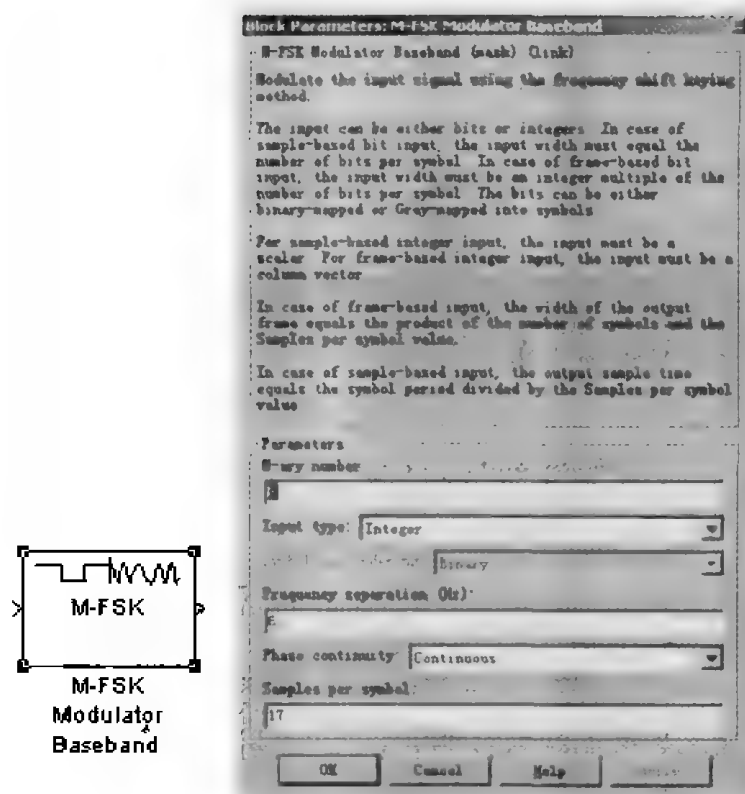 Block Parameters: M-FSK Modulator Baseband
M-FSK Modulator Baseband (mask) (link)
Modulate the input signal using the frequency shift keying
method.
The input can be either bits or integers. In case of
sample-based bit input, the input width must equal the
number of bits per symbol. In case of frame-based bit
input, the input width must be an integer multiple of the
number of bits per symbol. The bits can be either
binary-mapped or Gray-mapped into symbols
For sample-based integer input, the input must be a
scalar. For frame-based integer input, the input must be a
column vector
In case of frame-based input, the width of the output
frame equals the product of the number of symbols and the
Samples per symbol value.
In case of sample-based input, the output sample time
equals the symbol period divided by the Samples per symbol
value
Parameters
M-ary number
Input type: Integer
Binary
Frequency separation (Hz):
Phase continuity: Continuous
Samples per symbol:
17
OK Cancel Help
M-FSK
M-FSK
Modulator
Baseband